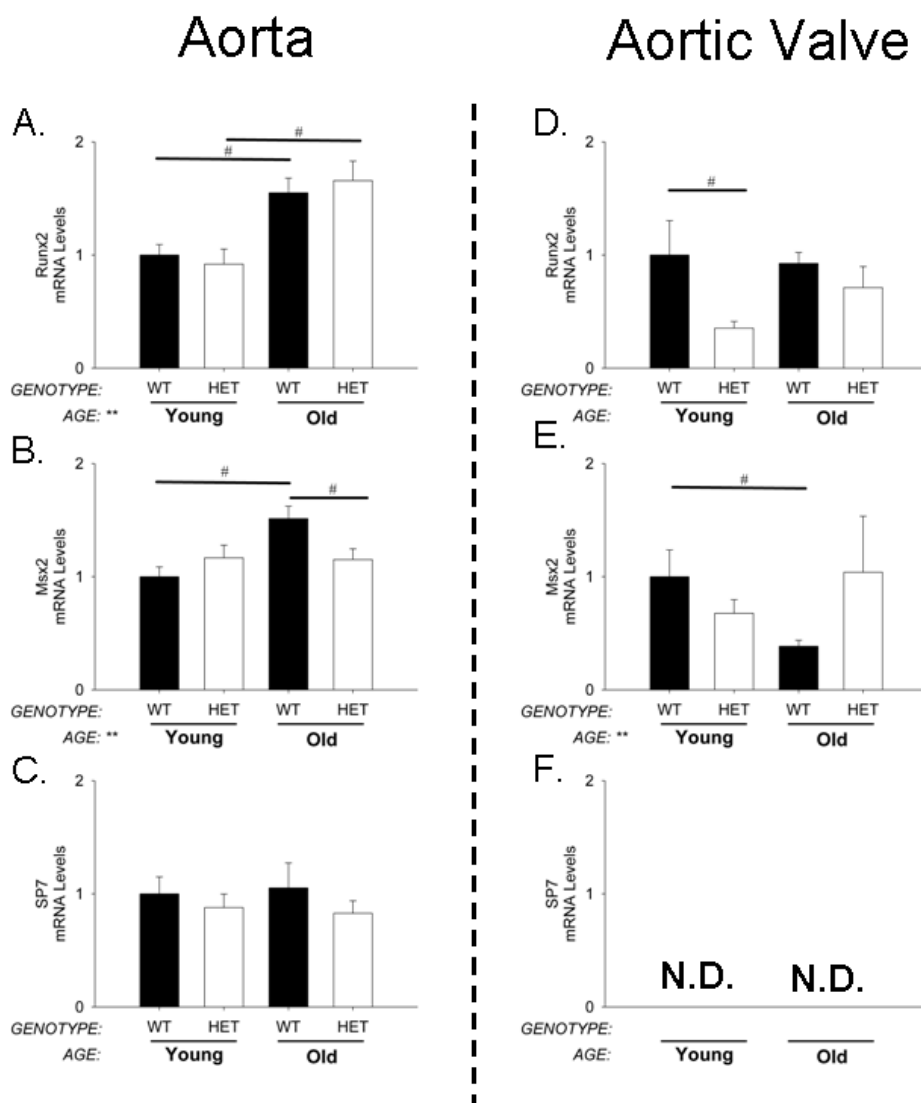 Aorta
Aortic Valve
A.
2
1
0
Runx2
mRNA Levels
#
#
GENOTYPE: WT HET WT HET
AGE: ** Young Old
B.
2
1
0
Msx2
mRNA Levels
#
#
GENOTYPE: WT HET WT HET
AGE: ** Young Old
C.
2
1
0
SP7
mRNA Levels
GENOTYPE: WT HET WT HET
AGE: Young Old
D.
2
1
0
Runx2
mRNA Levels
#
GENOTYPE: WT HET WT HET
AGE: Young Old
E.
2
1
0
Msx2
mRNA Levels
#
GENOTYPE: WT HET WT HET
AGE: ** Young Old
F.
2
1
0
SP7
mRNA Levels
N.D. N.D.
GENOTYPE:
AGE: Young Old